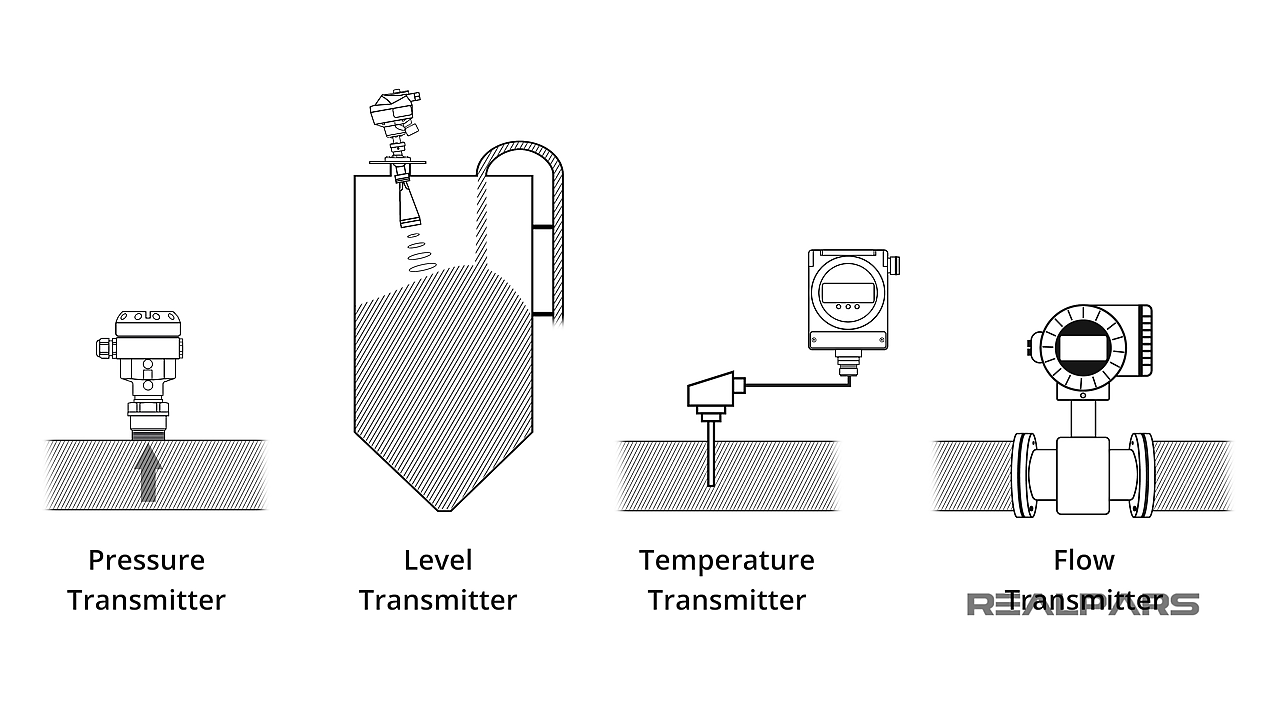 Pressure
Transmitter
Level
Transmitter
Temperature
Transmitter
Flow
Transmitter
REALPARS